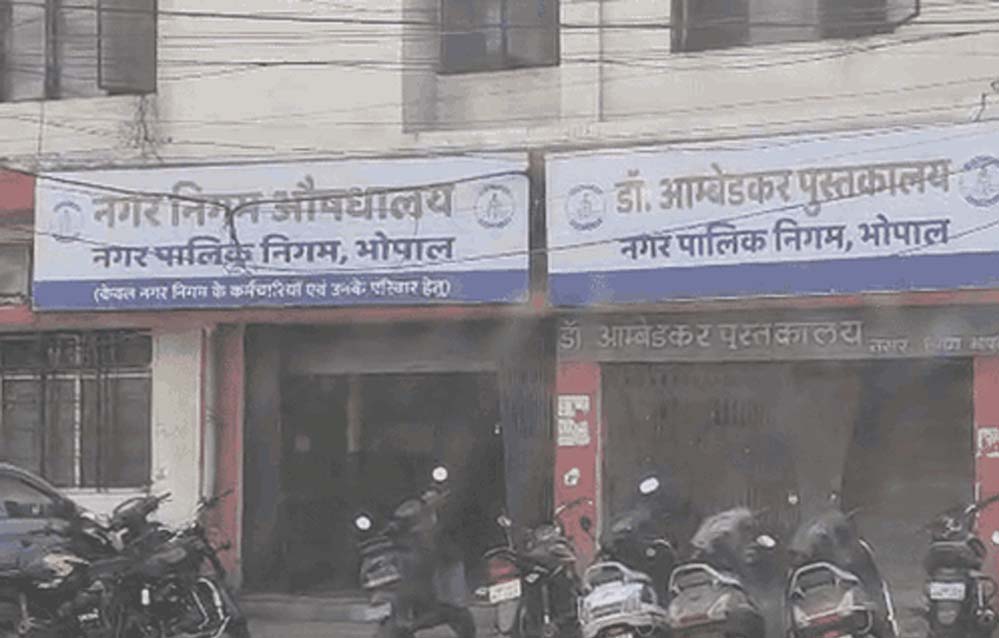 नगर निगम औषधालय
नगर पालिक निगम, भोपाल
(केवल नगर निगम के कर्मचारियों एवं उनके परिवार हेतु)
डॉ. आम्बेडकर पुस्तकालय
नगर पालिक निगम, भोपाल
डॉ आम्बेडकर पुस्तकालय